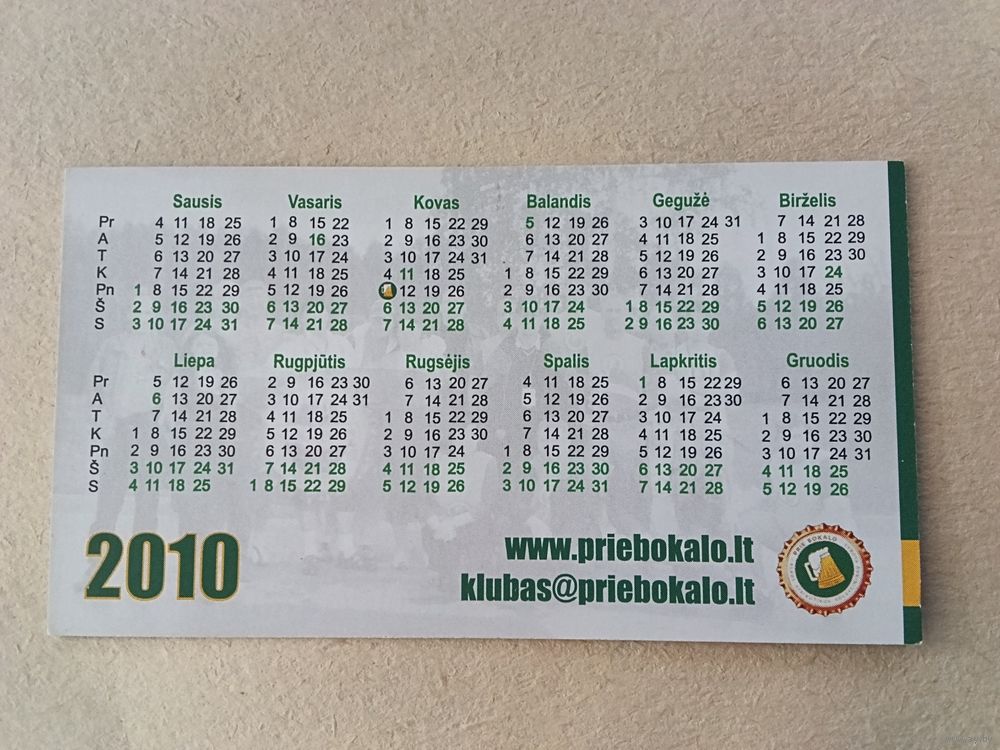 Sausis Vasaris Kovas Balandis Gegužė Birželis
Pr 4 11 18 25 1 8 15 22 1 8 15 22 29 5 12 19 26 3 10 17 24 31 7 14 21 28
A 5 12 19 26 2 9 16 23 2 9 16 23 30 6 13 20 27 4 11 18 25 1 8 15 22 29
T 6 13 20 27 3 10 17 24 3 10 17 24 31 7 14 21 28 5 12 19 26 2 9 16 23 30
K 7 14 21 28 4 11 18 25 4 11 18 25 1 8 15 22 29 6 13 20 27 3 10 17 24
Pn 1 8 15 22 29 5 12 19 26 12 19 26 2 9 16 23 30 7 14 21 28 4 11 18 25
Š 2 9 16 23 30 6 13 20 27 6 13 20 27 3 10 17 24 1 8 15 22 29 5 12 19 26
S 3 10 17 24 31 7 14 21 28 7 14 21 28 4 11 18 25 2 9 16 23 30 6 13 20 27
Liepa Rugpjūtis Rugsėjis Spalis Lapkritis Gruodis
Pr 5 12 19 26 2 9 16 23 30 6 13 20 27 4 11 18 25 1 8 15 22 29 6 13 20 27
A 6 13 20 27 3 10 17 24 31 7 14 21 28 5 12 19 26 2 9 16 23 30 7 14 21 28
T 7 14 21 28 4 11 18 25 1 8 15 22 29 6 13 20 27 3 10 17 24 1 8 15 22 29
K 1 8 15 22 29 5 12 19 26 2 9 16 23 30 7 14 21 28 4 11 18 25 2 9 16 23 30
Pn 2 9 16 23 30 6 13 20 27 3 10 17 24 1 8 15 22 29 5 12 19 26 3 10 17 24 31
Š 3 10 17 24 31 7 14 21 28 4 11 18 25 2 9 16 23 30 6 13 20 27 4 11 18 25
S 4 11 18 25 1 8 15 22 29 5 12 19 26 3 10 17 24 31 7 14 21 28 5 12 19 26
2010
www.priebokalo.lt
klubas@priebokalo.lt
PRIE BOKALO